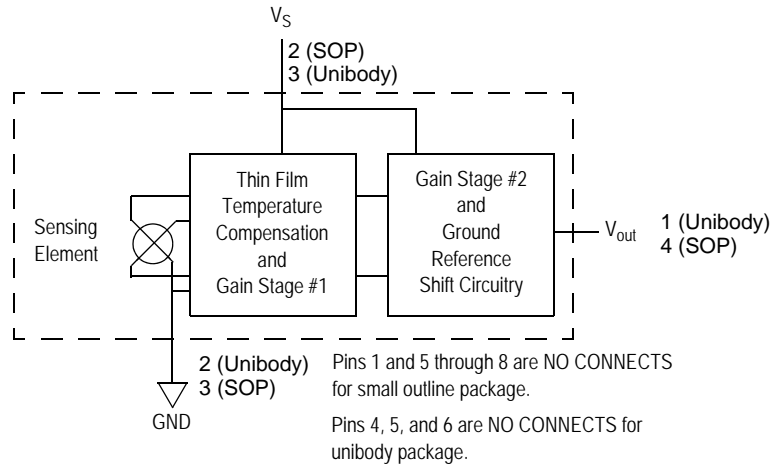 V_S
2 (SOP)
3 (Unibody)
Sensing
Element
Thin Film
Temperature
Compensation
and
Gain Stage #1
Gain Stage #2
and
Ground
Reference
Shift Circuitry
V_out
1 (Unibody)
4 (SOP)
2 (Unibody)
3 (SOP)
GND
Pins 1 and 5 through 8 are NO CONNECTS
for small outline package.
Pins 4, 5, and 6 are NO CONNECTS for
unibody package.